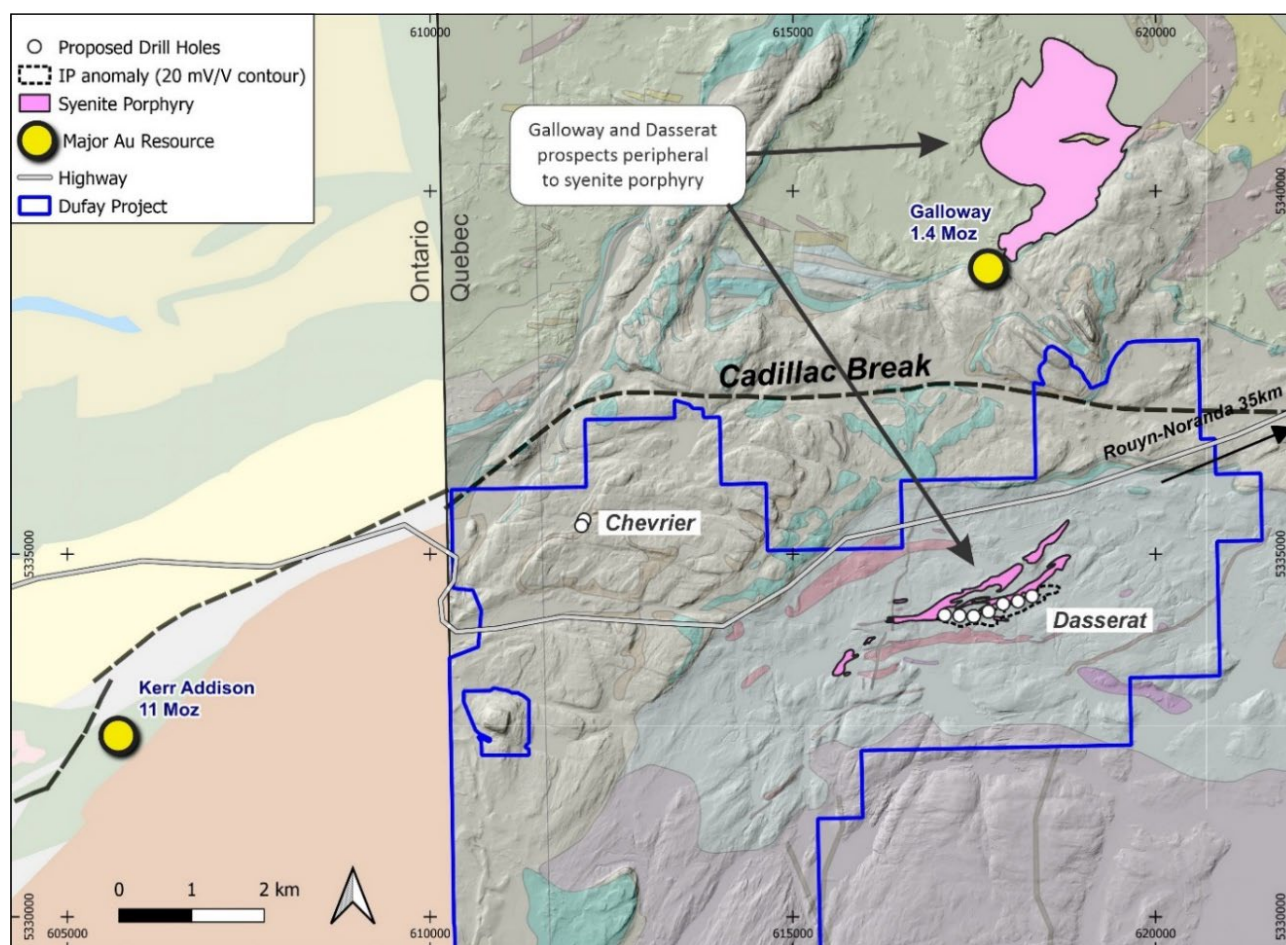 Proposed Drill Holes
IP anomaly (20 mV/V contour)
Syenite Porphyry
Major Au Resource
Highway
Dufay Project
610000
615000
620000
Galloway and Dasserat
prospects peripheral
to syenite porphyry
5340000
Galloway
1.4 Moz
Ontario
Quebec
Cadillac Break
Rouyn-Noranda 35km
Chevrier
5335000
5335000
Dasserat
Kerr Addison
11 Moz
0 1 2 km
5330000
5330000
605000
610000
615000
620000